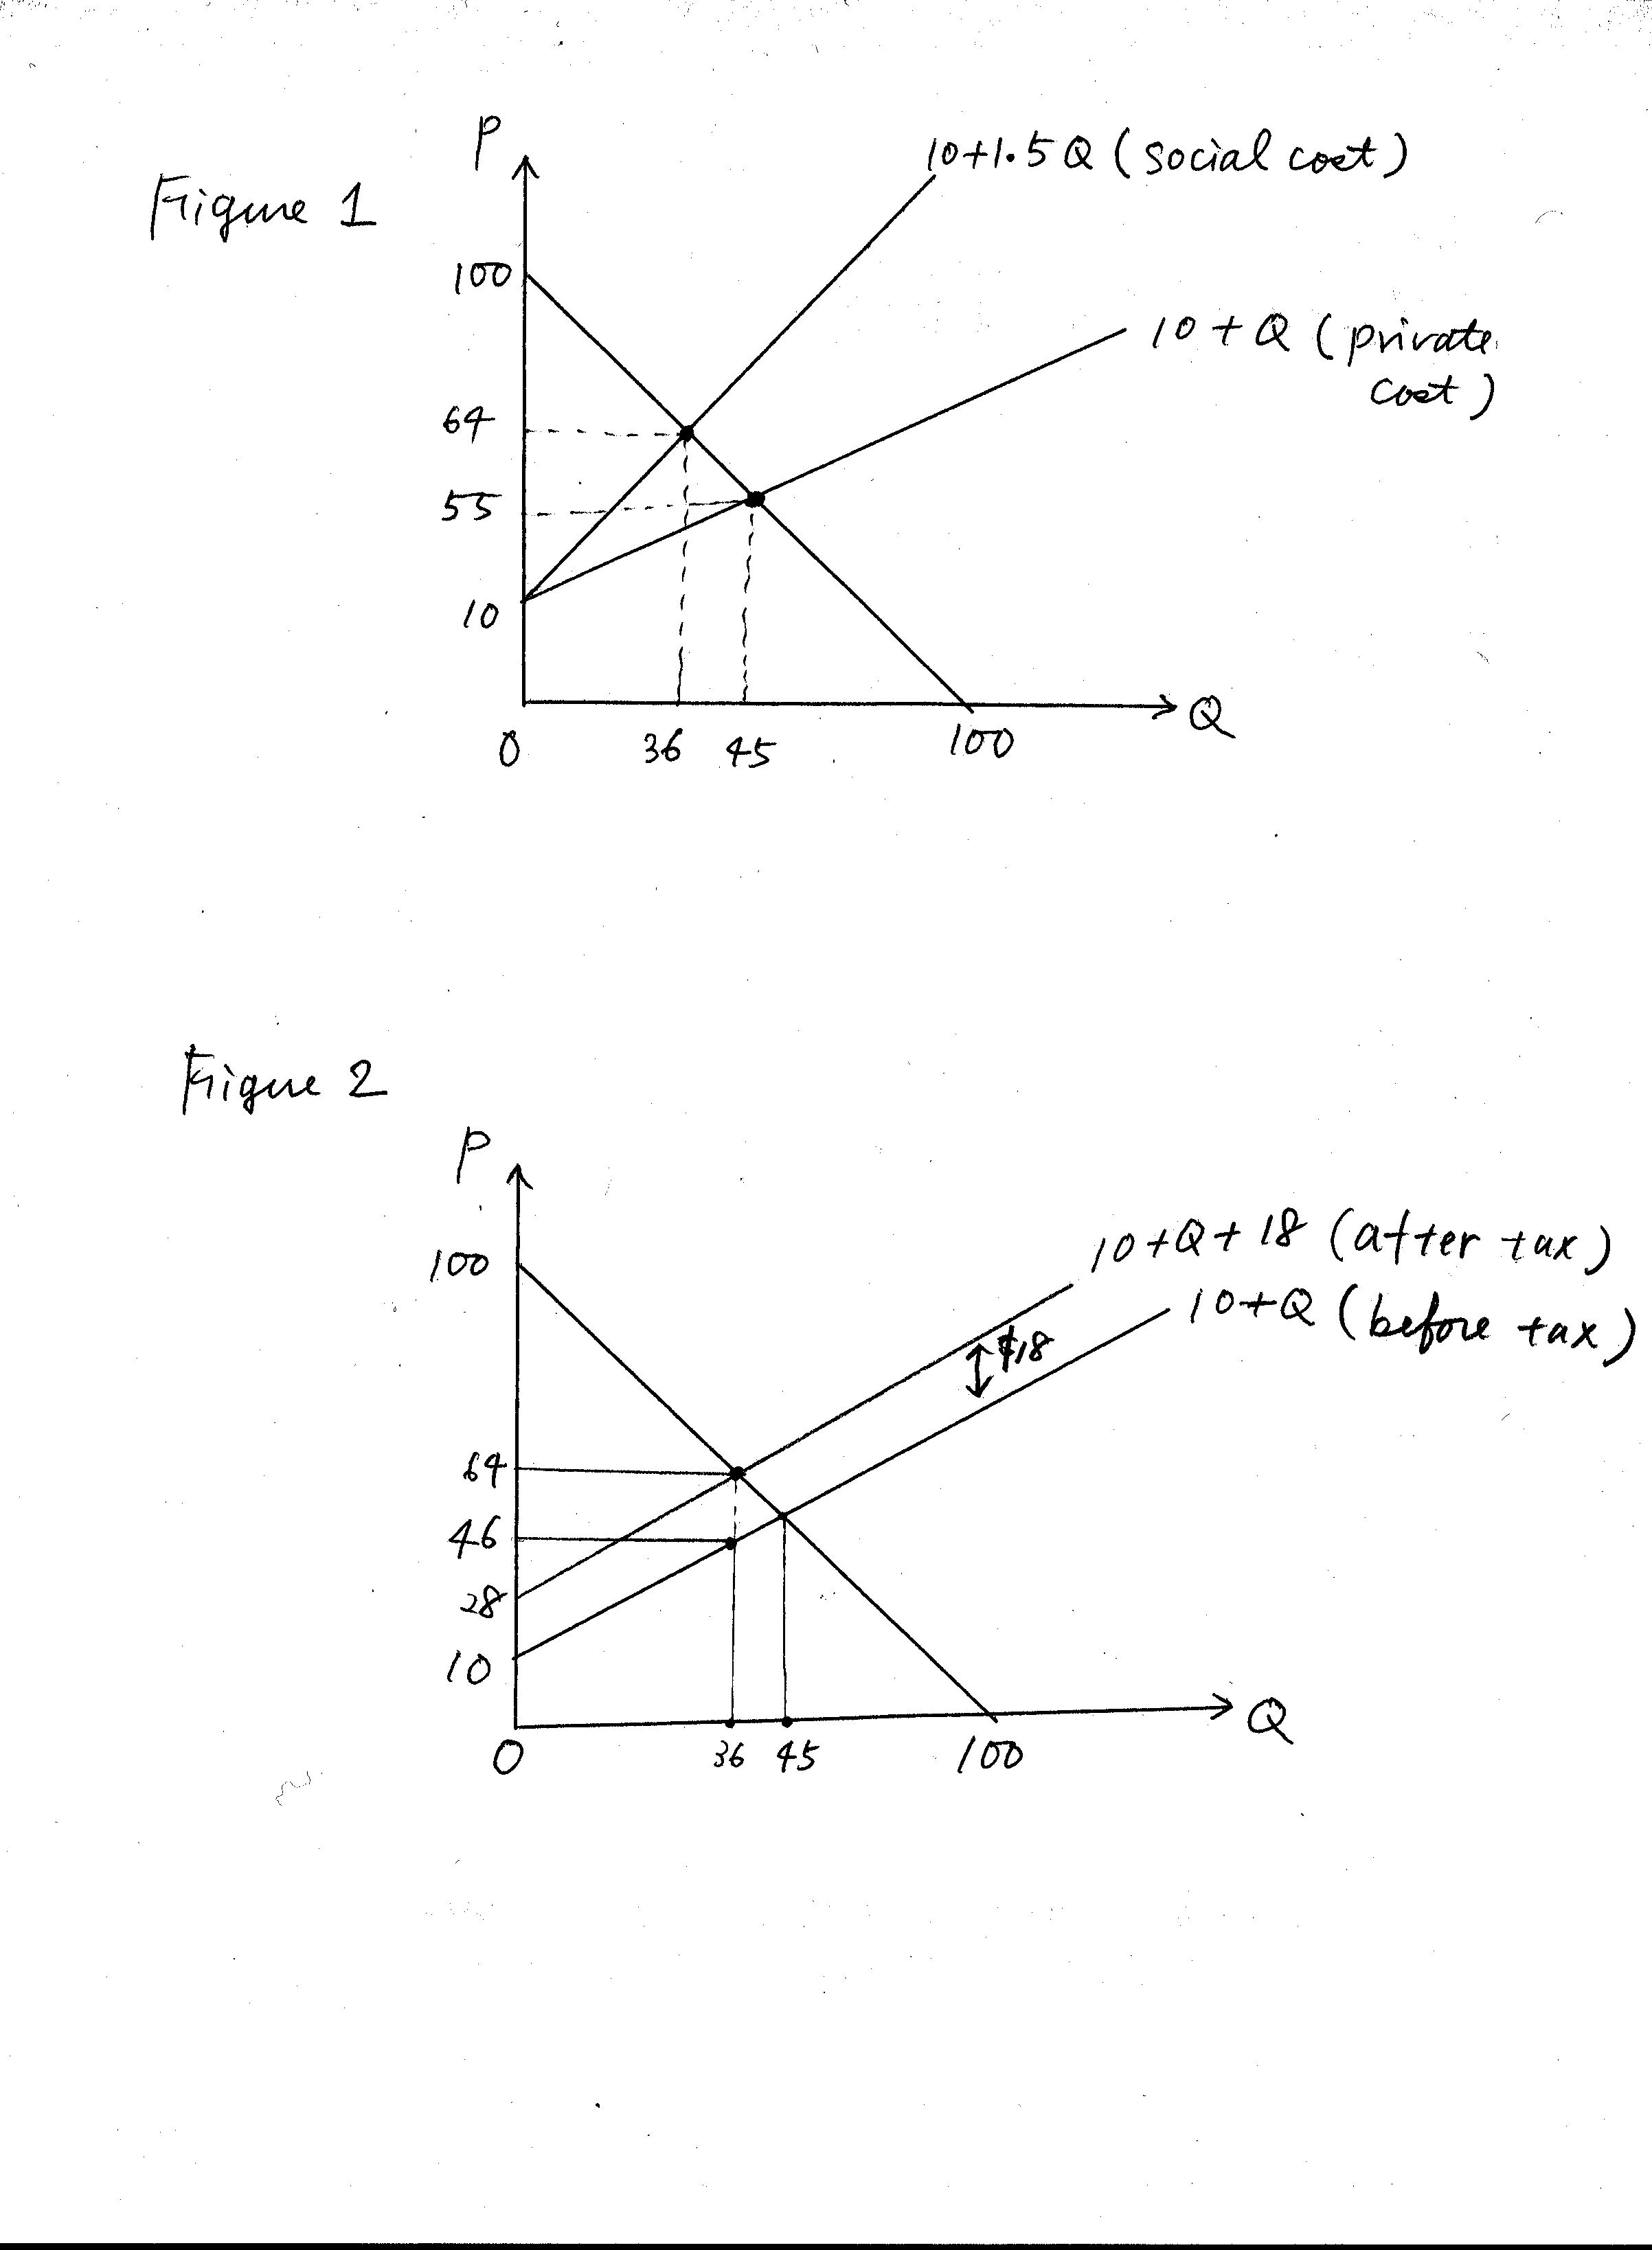 Figure 1
P
10+1.5Q (social cost)
100
10+Q (private
cost)
64
55
10
0 36 45 100 Q
Figure 2
P
10+Q+18 (after tax)
100
10+Q (before tax)
$18
64
46
28
10
0 36 45 100 Q